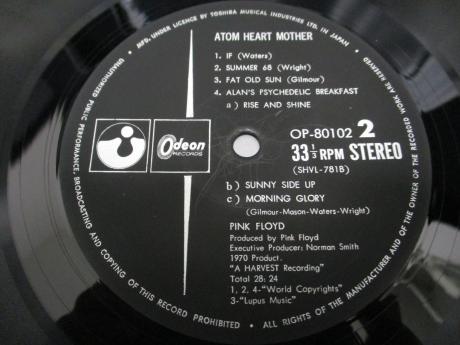 MFD. UNDER LICENCE BY TOSHIBA MUSICAL INDUSTRIES LTD. IN JAPAN •
ALL RIGHTS OF THE MANUFACTURER AND OF THE OWNER OF THE RECORDED WORK ARE RESERVED
UNAUTHORIZED PUBLIC PERFORMANCE, BROADCASTING AND COPYING OF THIS RECORD PROHIBITED •
ATOM HEART MOTHER
1. IF (Waters)
2. SUMMER 68 (Wright)
3. FAT OLD SUN (Gilmour)
4. ALAN'S PSYCHEDELIC BREAKFAST
a) RISE AND SHINE
Odeon
RECORDS
OP-80102 2
33 1/3 RPM STEREO
(SHVL-781B)
b) SUNNY SIDE UP
c) MORNING GLORY
(Gilmour-Mason-Waters-Wright)
PINK FLOYD
Produced by Pink Floyd
Executive Producer: Norman Smith
1970 Product.
"A HARVEST Recording"
Total 28: 24
1, 2, 4-"World Copyrights"
3-"Lupus Music"